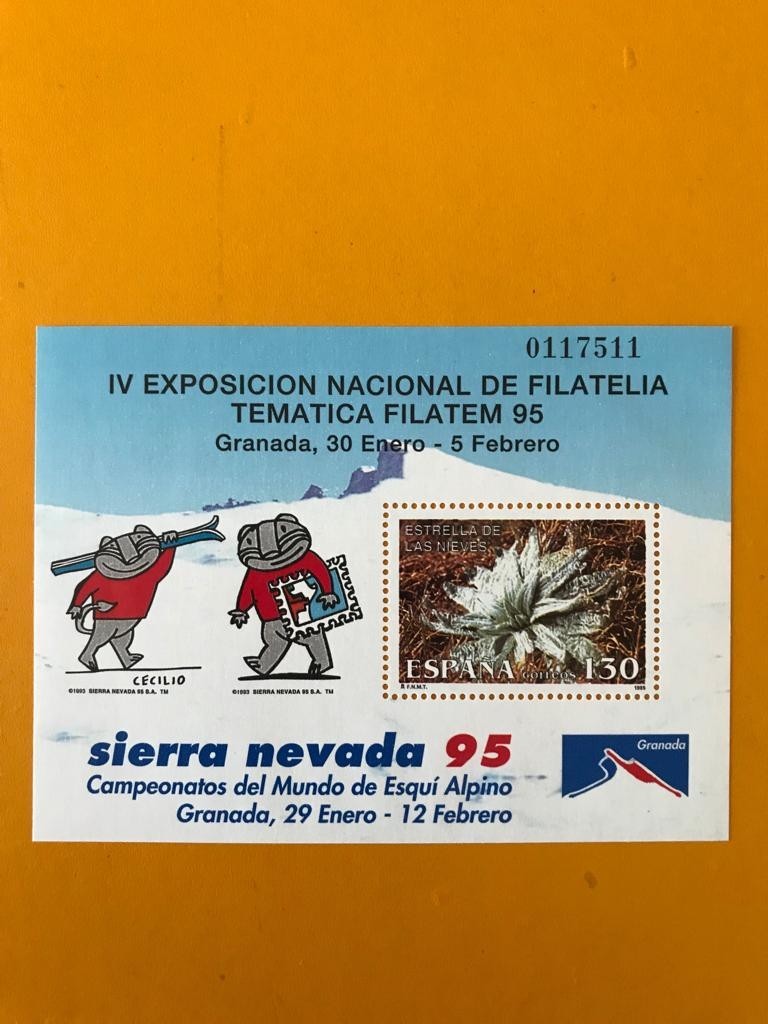 0117511
IV EXPOSICION NACIONAL DE FILATELIA
TEMATICA FILATEM 95
Granada, 30 Enero - 5 Febrero
ESTRELLA DE
LAS NIEVES
ESPAÑA CORREOS 130
F.N.M.T. 1995
CECILIO
©1993 SIERRA NEVADA 95 S.A. TM
©1993 SIERRA NEVADA 95 S.A. TM
sierra nevada 95
Campeonatos del Mundo de Esquí Alpino
Granada, 29 Enero - 12 Febrero
Granada